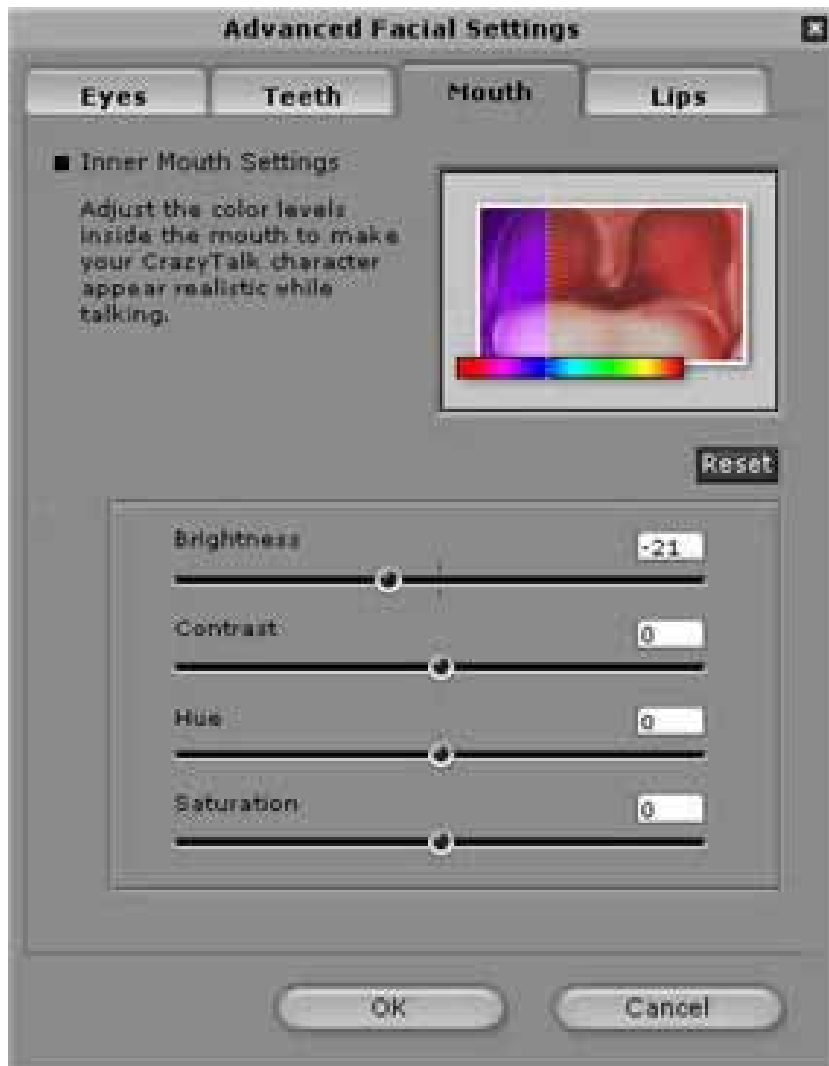 Advanced Facial Settings
Eyes Teeth Mouth Lips
Inner Mouth Settings
Adjust the color levels
inside the mouth to make
your CrazyTalk character
appear realistic while
talking.
Reset
Brightness -21
Contrast 0
Hue 0
Saturation 0
OK Cancel